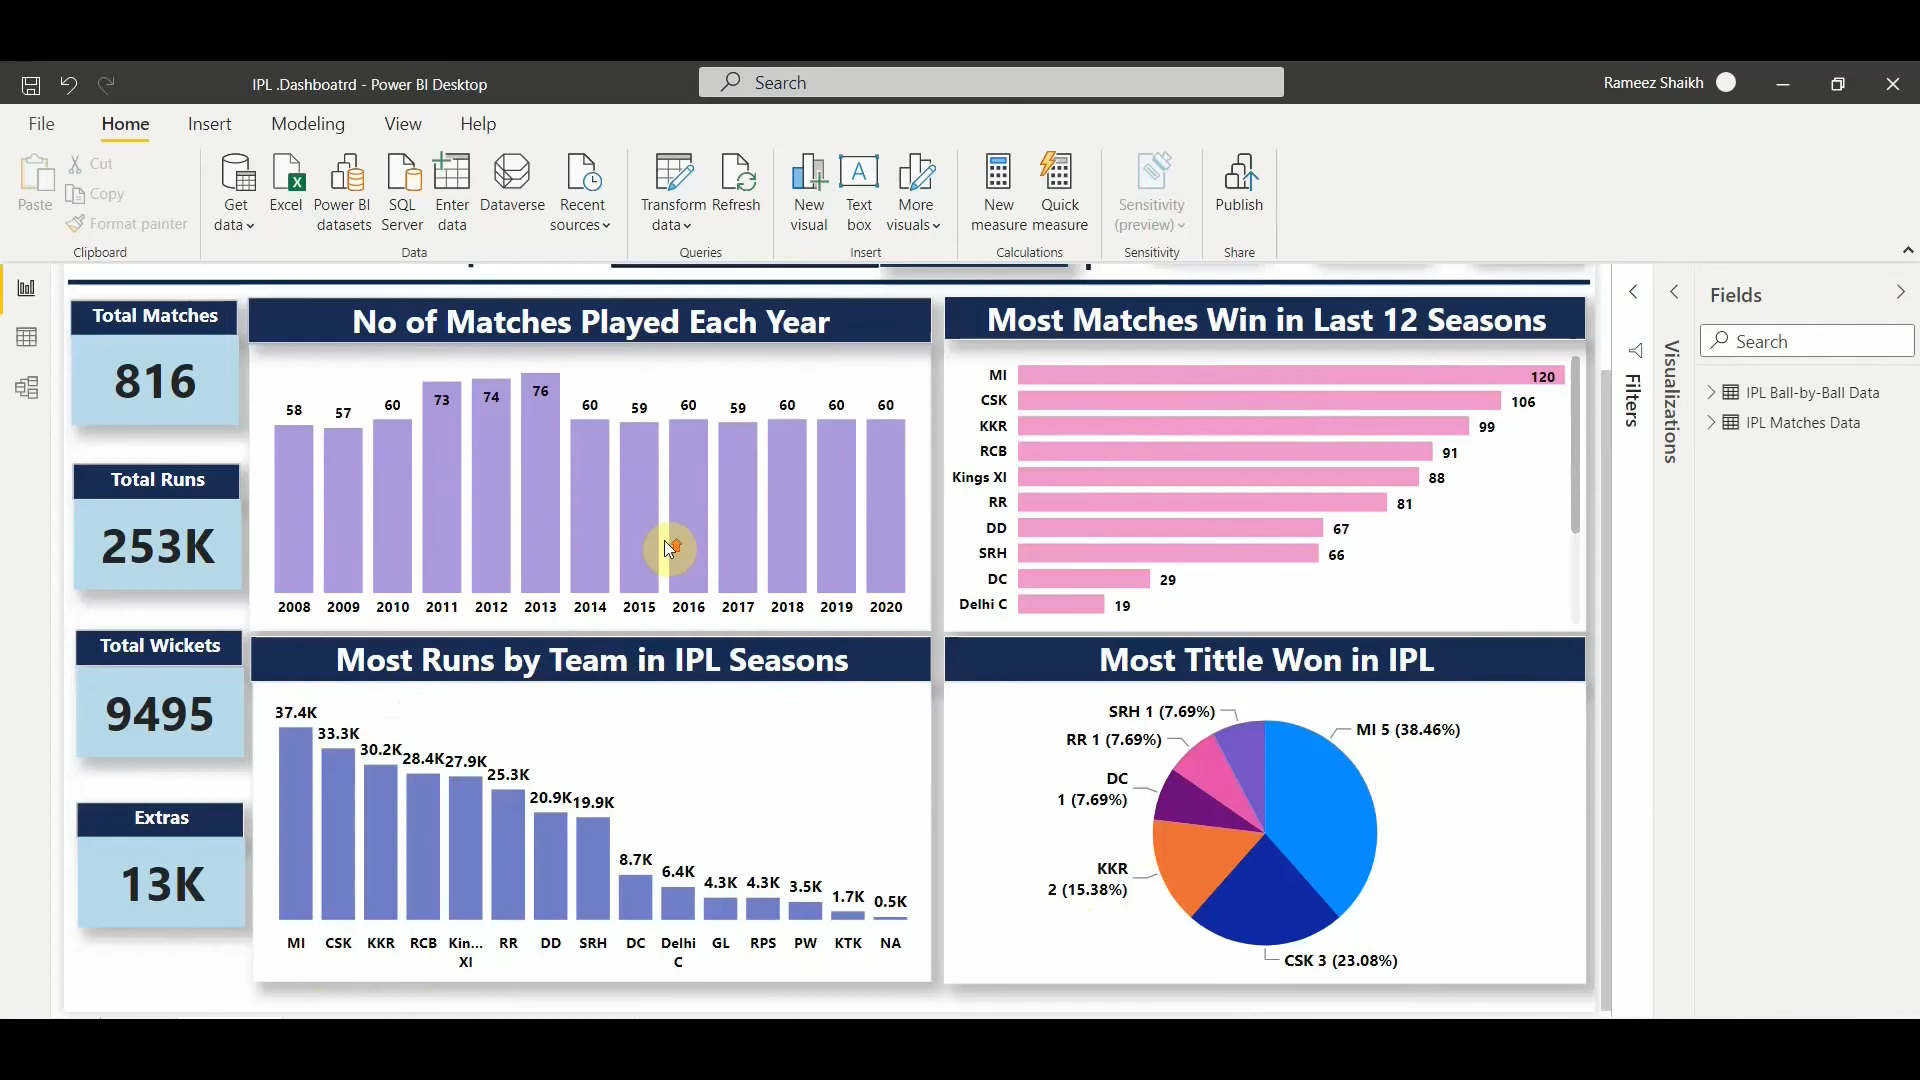 IPL .Dashboatrd - Power BI Desktop
Search
Rameez Shaikh
File
Home
Insert
Modeling
View
Help
Paste
Cut
Copy
Format painter
Clipboard
Get data
Excel
Power BI datasets
SQL Server
Enter data
Dataverse
Recent sources
Data
Transform data
Refresh
Queries
New visual
A
Text box
More visuals
Insert
New measure
Quick measure
Calculations
Sensitivity (preview)
Sensitivity
Publish
Share
Total Matches
816
Total Runs
253K
Total Wickets
9495
Extras
13K
No of Matches Played Each Year
58 57 60 73 74 76 60 59 60 59 60 60 60
2008 2009 2010 2011 2012 2013 2014 2015 2016 2017 2018 2019 2020
Most Matches Win in Last 12 Seasons
MI 120
CSK 106
KKR 99
RCB 91
Kings XI 88
RR 81
DD 67
SRH 66
DC 29
Delhi C 19
Most Runs by Team in IPL Seasons
37.4K 33.3K 30.2K 28.4K 27.9K 25.3K 20.9K 19.9K 8.7K 6.4K 4.3K 4.3K 3.5K 1.7K 0.5K
MI CSK KKR RCB Kin... RR DD SRH DC Delhi GL RPS PW KTK NA
XI C
Most Tittle Won in IPL
SRH 1 (7.69%)
MI 5 (38.46%)
RR 1 (7.69%)
DC
1 (7.69%)
KKR
2 (15.38%)
CSK 3 (23.08%)
Filters
Visualizations
Fields
Search
IPL Ball-by-Ball Data
IPL Matches Data